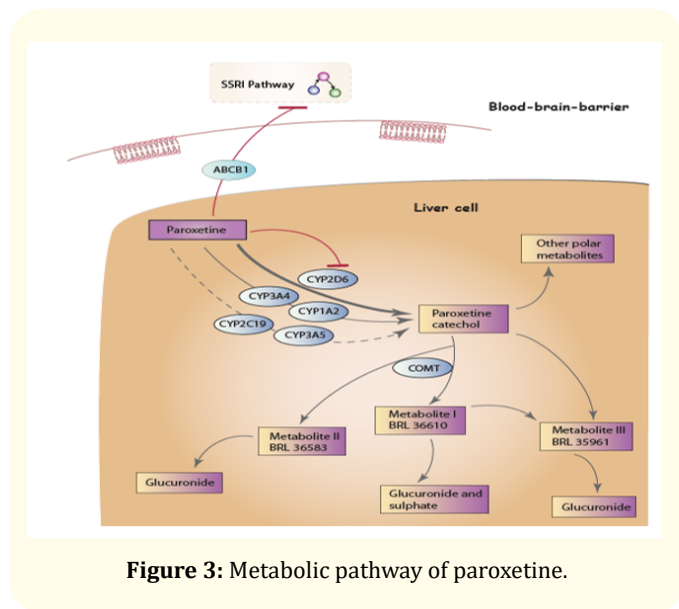 SSRI Pathway
Blood-brain-barrier
ABCB1
Liver cell
Paroxetine
Other polar
metabolites
CYP2D6
CYP3A4
CYP1A2
CYP2C19
CYP3A5
Paroxetine
catechol
COMT
Metabolite I
BRL 36610
Metabolite II
BRL 36583
Metabolite III
BRL 35961
Glucuronide
Glucuronide and
sulphate
Glucuronide
Figure 3: Metabolic pathway of paroxetine.